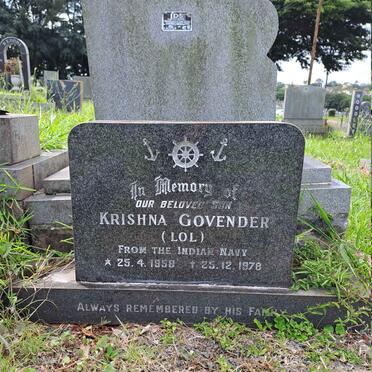 In Memory of
OUR BELOVED SON
KRISHNA GOVENDER
(LOL)
FROM THE INDIAN NAVY
* 25.4.1958 † 25.12.1978
ALWAYS REMEMBERED BY HIS FAMILY